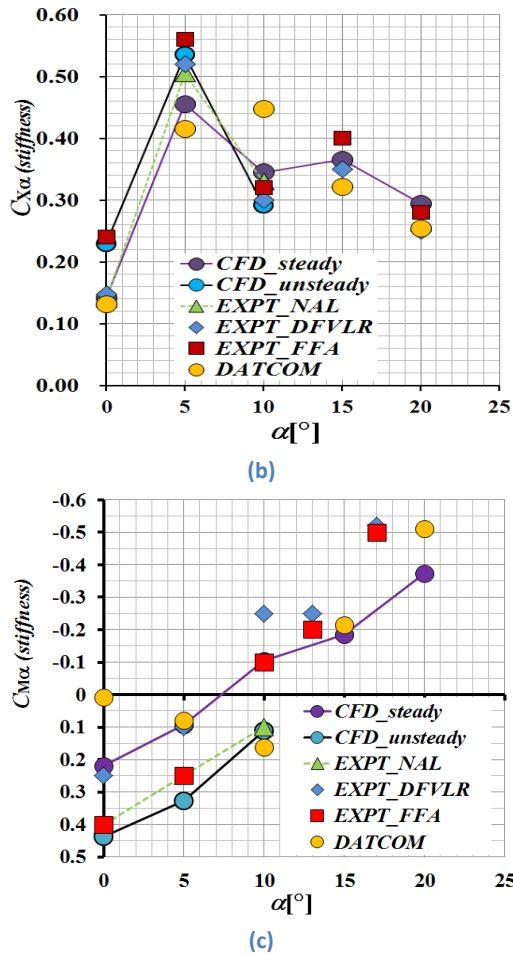 0.60
0.50
0.40
0.30
0.20
0.10
0.00
C_Xα (stiffness)
CFD_steady
CFD_unsteady
EXPT_NAL
EXPT_DFVLR
EXPT_FFA
DATCOM
0 5 10 15 20 25
α[°]
(b)
-0.6
-0.5
-0.4
-0.3
-0.2
-0.1
0
0.1
0.2
0.3
0.4
0.5
C_Mα (stiffness)
CFD_steady
CFD_unsteady
EXPT_NAL
EXPT_DFVLR
EXPT_FFA
DATCOM
0 5 10 15 20 25
α[°]
(c)